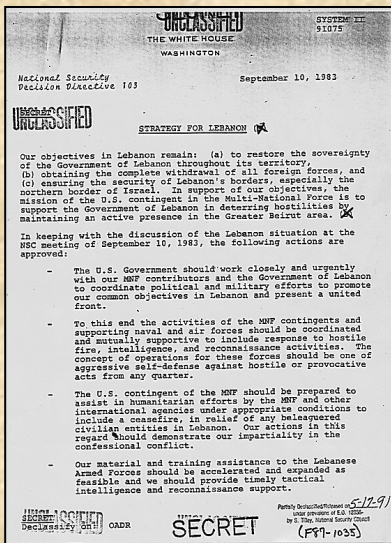 UNCLASSIFIED
SYSTEM II
91075
THE WHITE HOUSE
WASHINGTON
National Security
Decision Directive 103
September 10, 1983
UNCLASSIFIED
STRATEGY FOR LEBANON
Our objectives in Lebanon remain: (a) to restore the sovereignty
of the Government of Lebanon throughout its territory,
(b) obtaining the complete withdrawal of all foreign forces, and
(c) ensuring the security of Lebanon's borders, especially the
northern border of Israel. In support of our objectives, the
mission of the U.S. contingent in the Multi-National Force is to
support the Government of Lebanon in deterring hostilities by
maintaining an active presence in the Greater Beirut area.
In keeping with the discussion of the Lebanon situation at the
NSC meeting of September 10, 1983, the following actions are
approved:
- The U.S. Government should work closely and urgently
with our MNF contributors and the Government of Lebanon
to coordinate political and military efforts to promote
our common objectives in Lebanon and present a united
front.
- To this end the activities of the MNF contingents and
supporting naval and air forces should be coordinated
and mutually supportive to include response to hostile
fire, intelligence, and reconnaissance activities. The
concept of operations for these forces should be one of
aggressive self-defense against hostile or provocative
acts from any quarter.
- The U.S. contingent of the MNF should be prepared to
assist in humanitarian efforts by the MNF and other
international agencies under appropriate conditions to
include a ceasefire, in relief of any beleaguered
civilian entities in Lebanon. Our actions in this
regard should demonstrate our impartiality in the
confessional conflict.
- Our material and training assistance to the Lebanese
Armed Forces should be accelerated and expanded as
feasible and we should provide timely tactical
intelligence and reconnaissance support.
SECRET
Declassify on: OADR
UNCLASSIFIED
SECRET
UNCLASSIFIED
Partially Declassified/Released on 5-17-91
under provisions of E.O. 12356
by S. Tilley, National Security Council
(F89-1035)